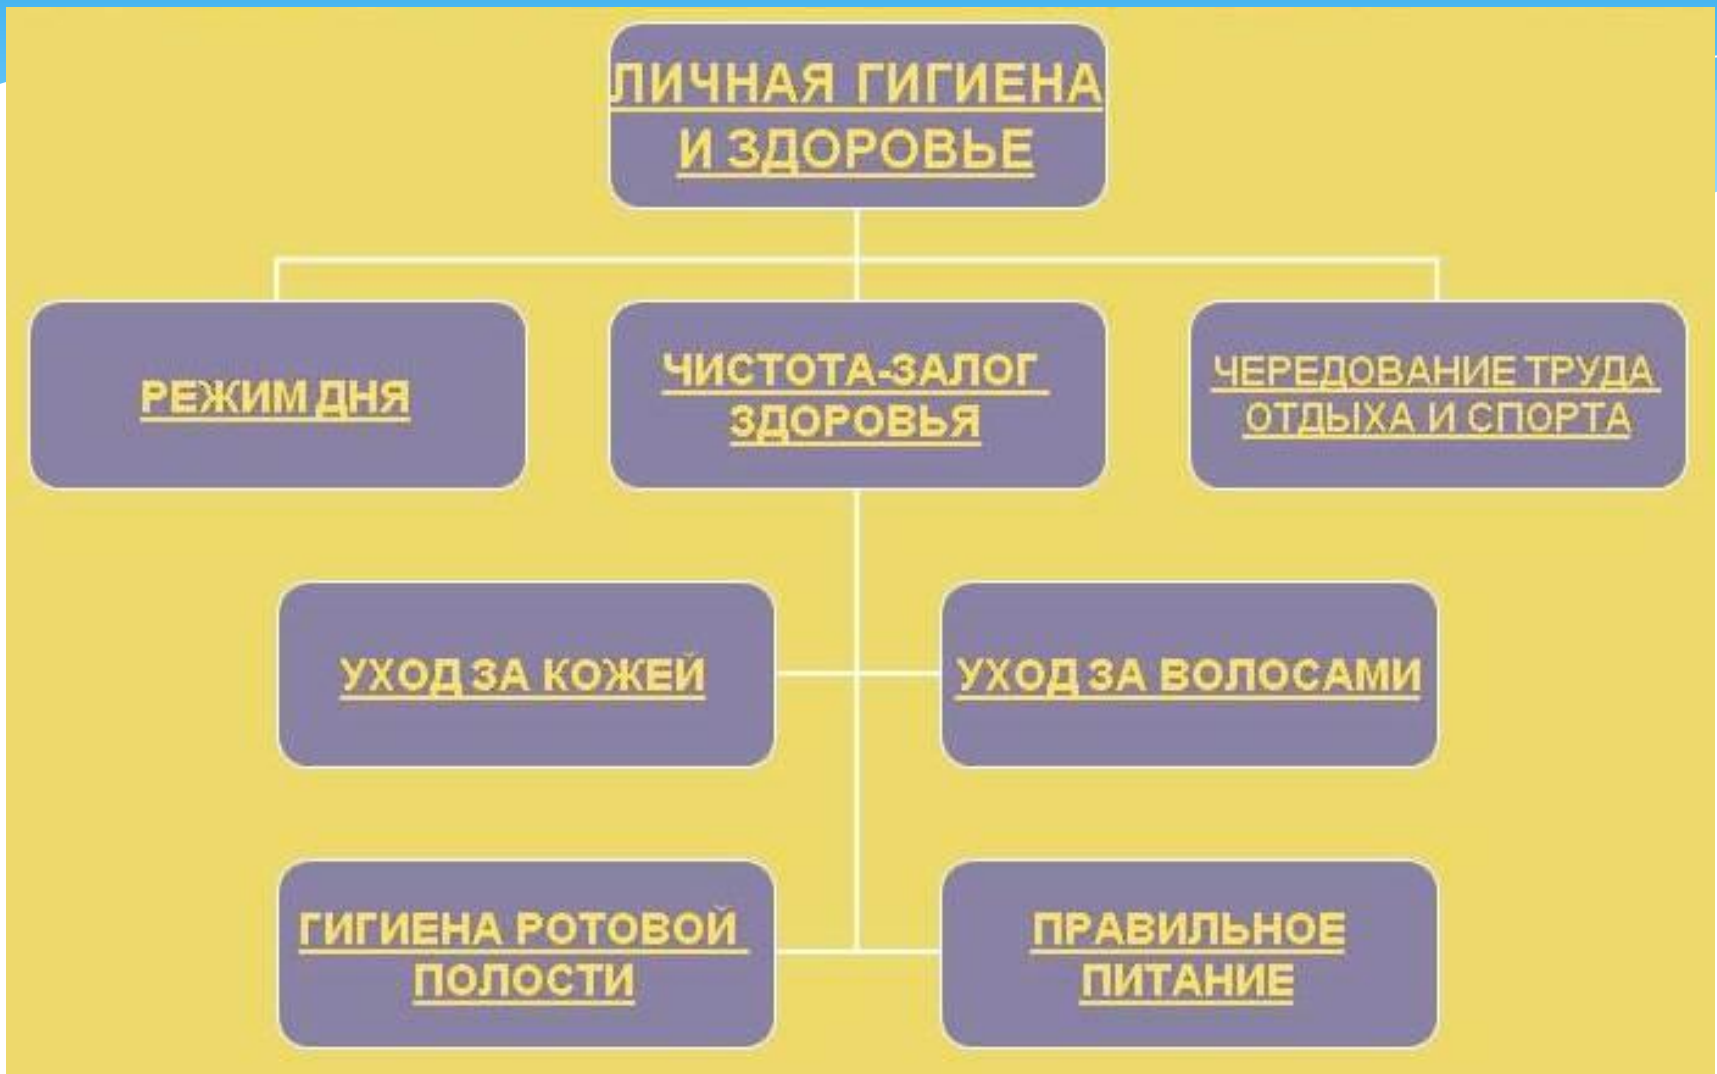 ЛИЧНАЯ ГИГИЕНА
И ЗДОРОВЬЕ
РЕЖИМ ДНЯ
ЧИСТОТА-ЗАЛОГ
ЗДОРОВЬЯ
ЧЕРЕДОВАНИЕ ТРУДА
ОТДЫХА И СПОРТА
УХОД ЗА КОЖЕЙ
УХОД ЗА ВОЛОСАМИ
ГИГИЕНА РОТОВОЙ
ПОЛОСТИ
ПРАВИЛЬНОЕ
ПИТАНИЕ